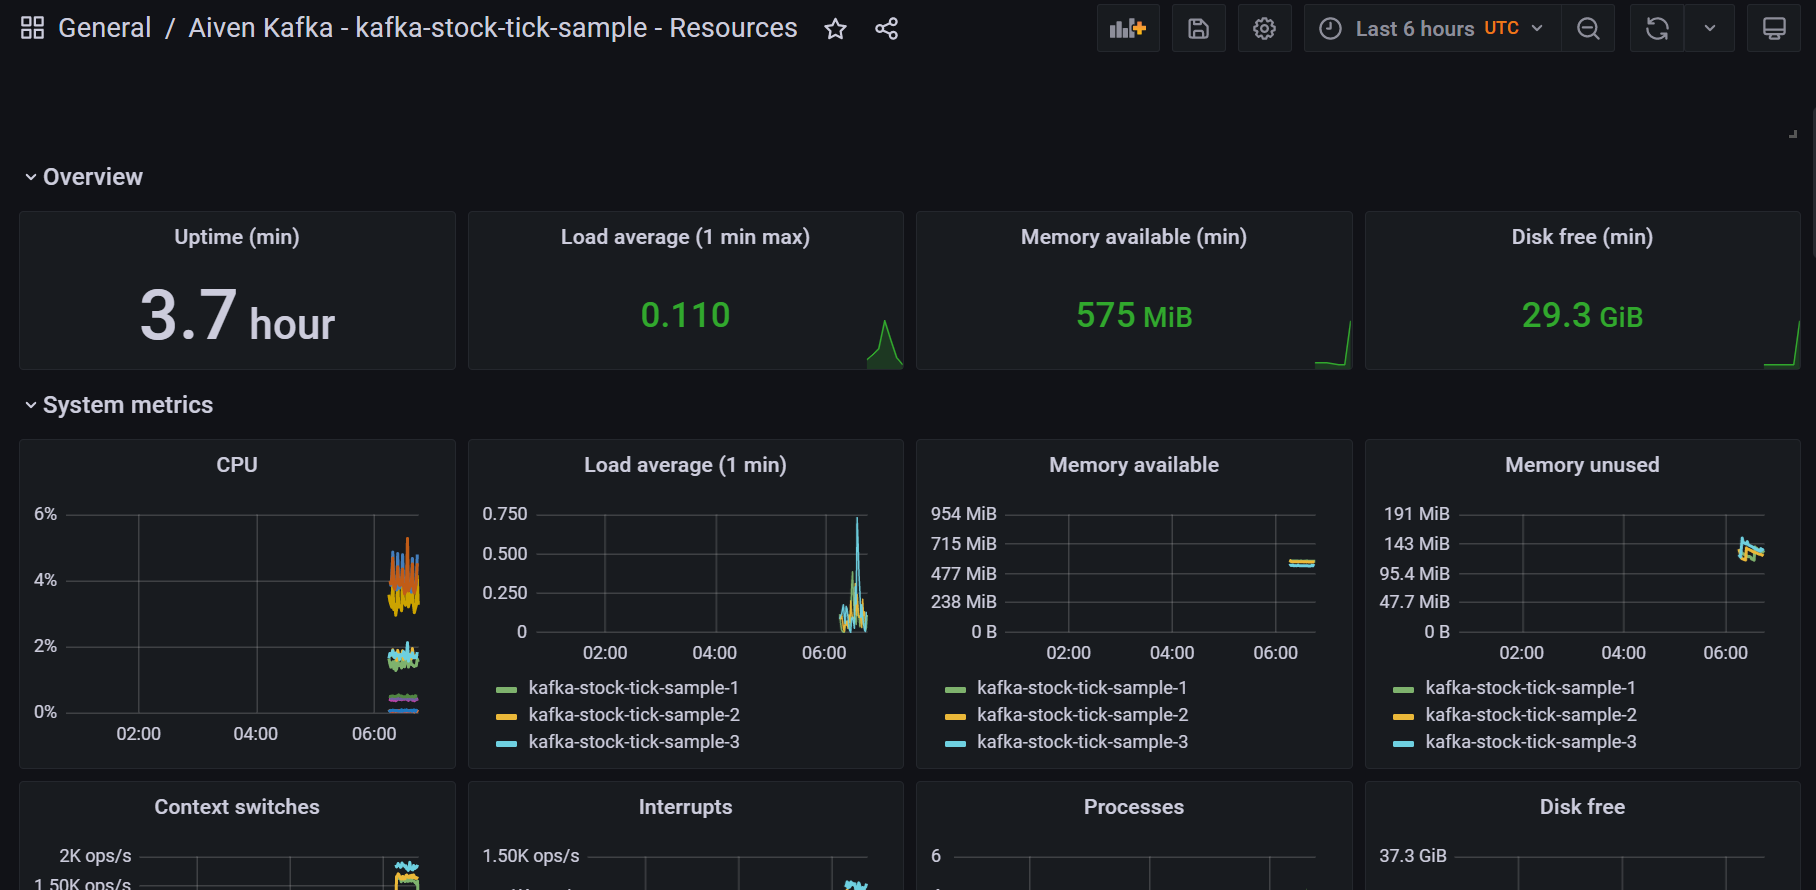 General / Aiven Kafka - kafka-stock-tick-sample - Resources
Last 6 hours UTC
Overview
Uptime (min)
3.7 hour
Load average (1 min max)
0.110
Memory available (min)
575 MiB
Disk free (min)
29.3 GiB
System metrics
CPU
6%
4%
2%
0%
02:00 04:00 06:00
Load average (1 min)
0.750
0.500
0.250
0
02:00 04:00 06:00
kafka-stock-tick-sample-1
kafka-stock-tick-sample-2
kafka-stock-tick-sample-3
Memory available
954 MiB
715 MiB
477 MiB
238 MiB
0 B
02:00 04:00 06:00
kafka-stock-tick-sample-1
kafka-stock-tick-sample-2
kafka-stock-tick-sample-3
Memory unused
191 MiB
143 MiB
95.4 MiB
47.7 MiB
0 B
02:00 04:00 06:00
kafka-stock-tick-sample-1
kafka-stock-tick-sample-2
kafka-stock-tick-sample-3
Context switches
2K ops/s
1.50K ops/s
Interrupts
1.50K ops/s
Processes
6
Disk free
37.3 GiB